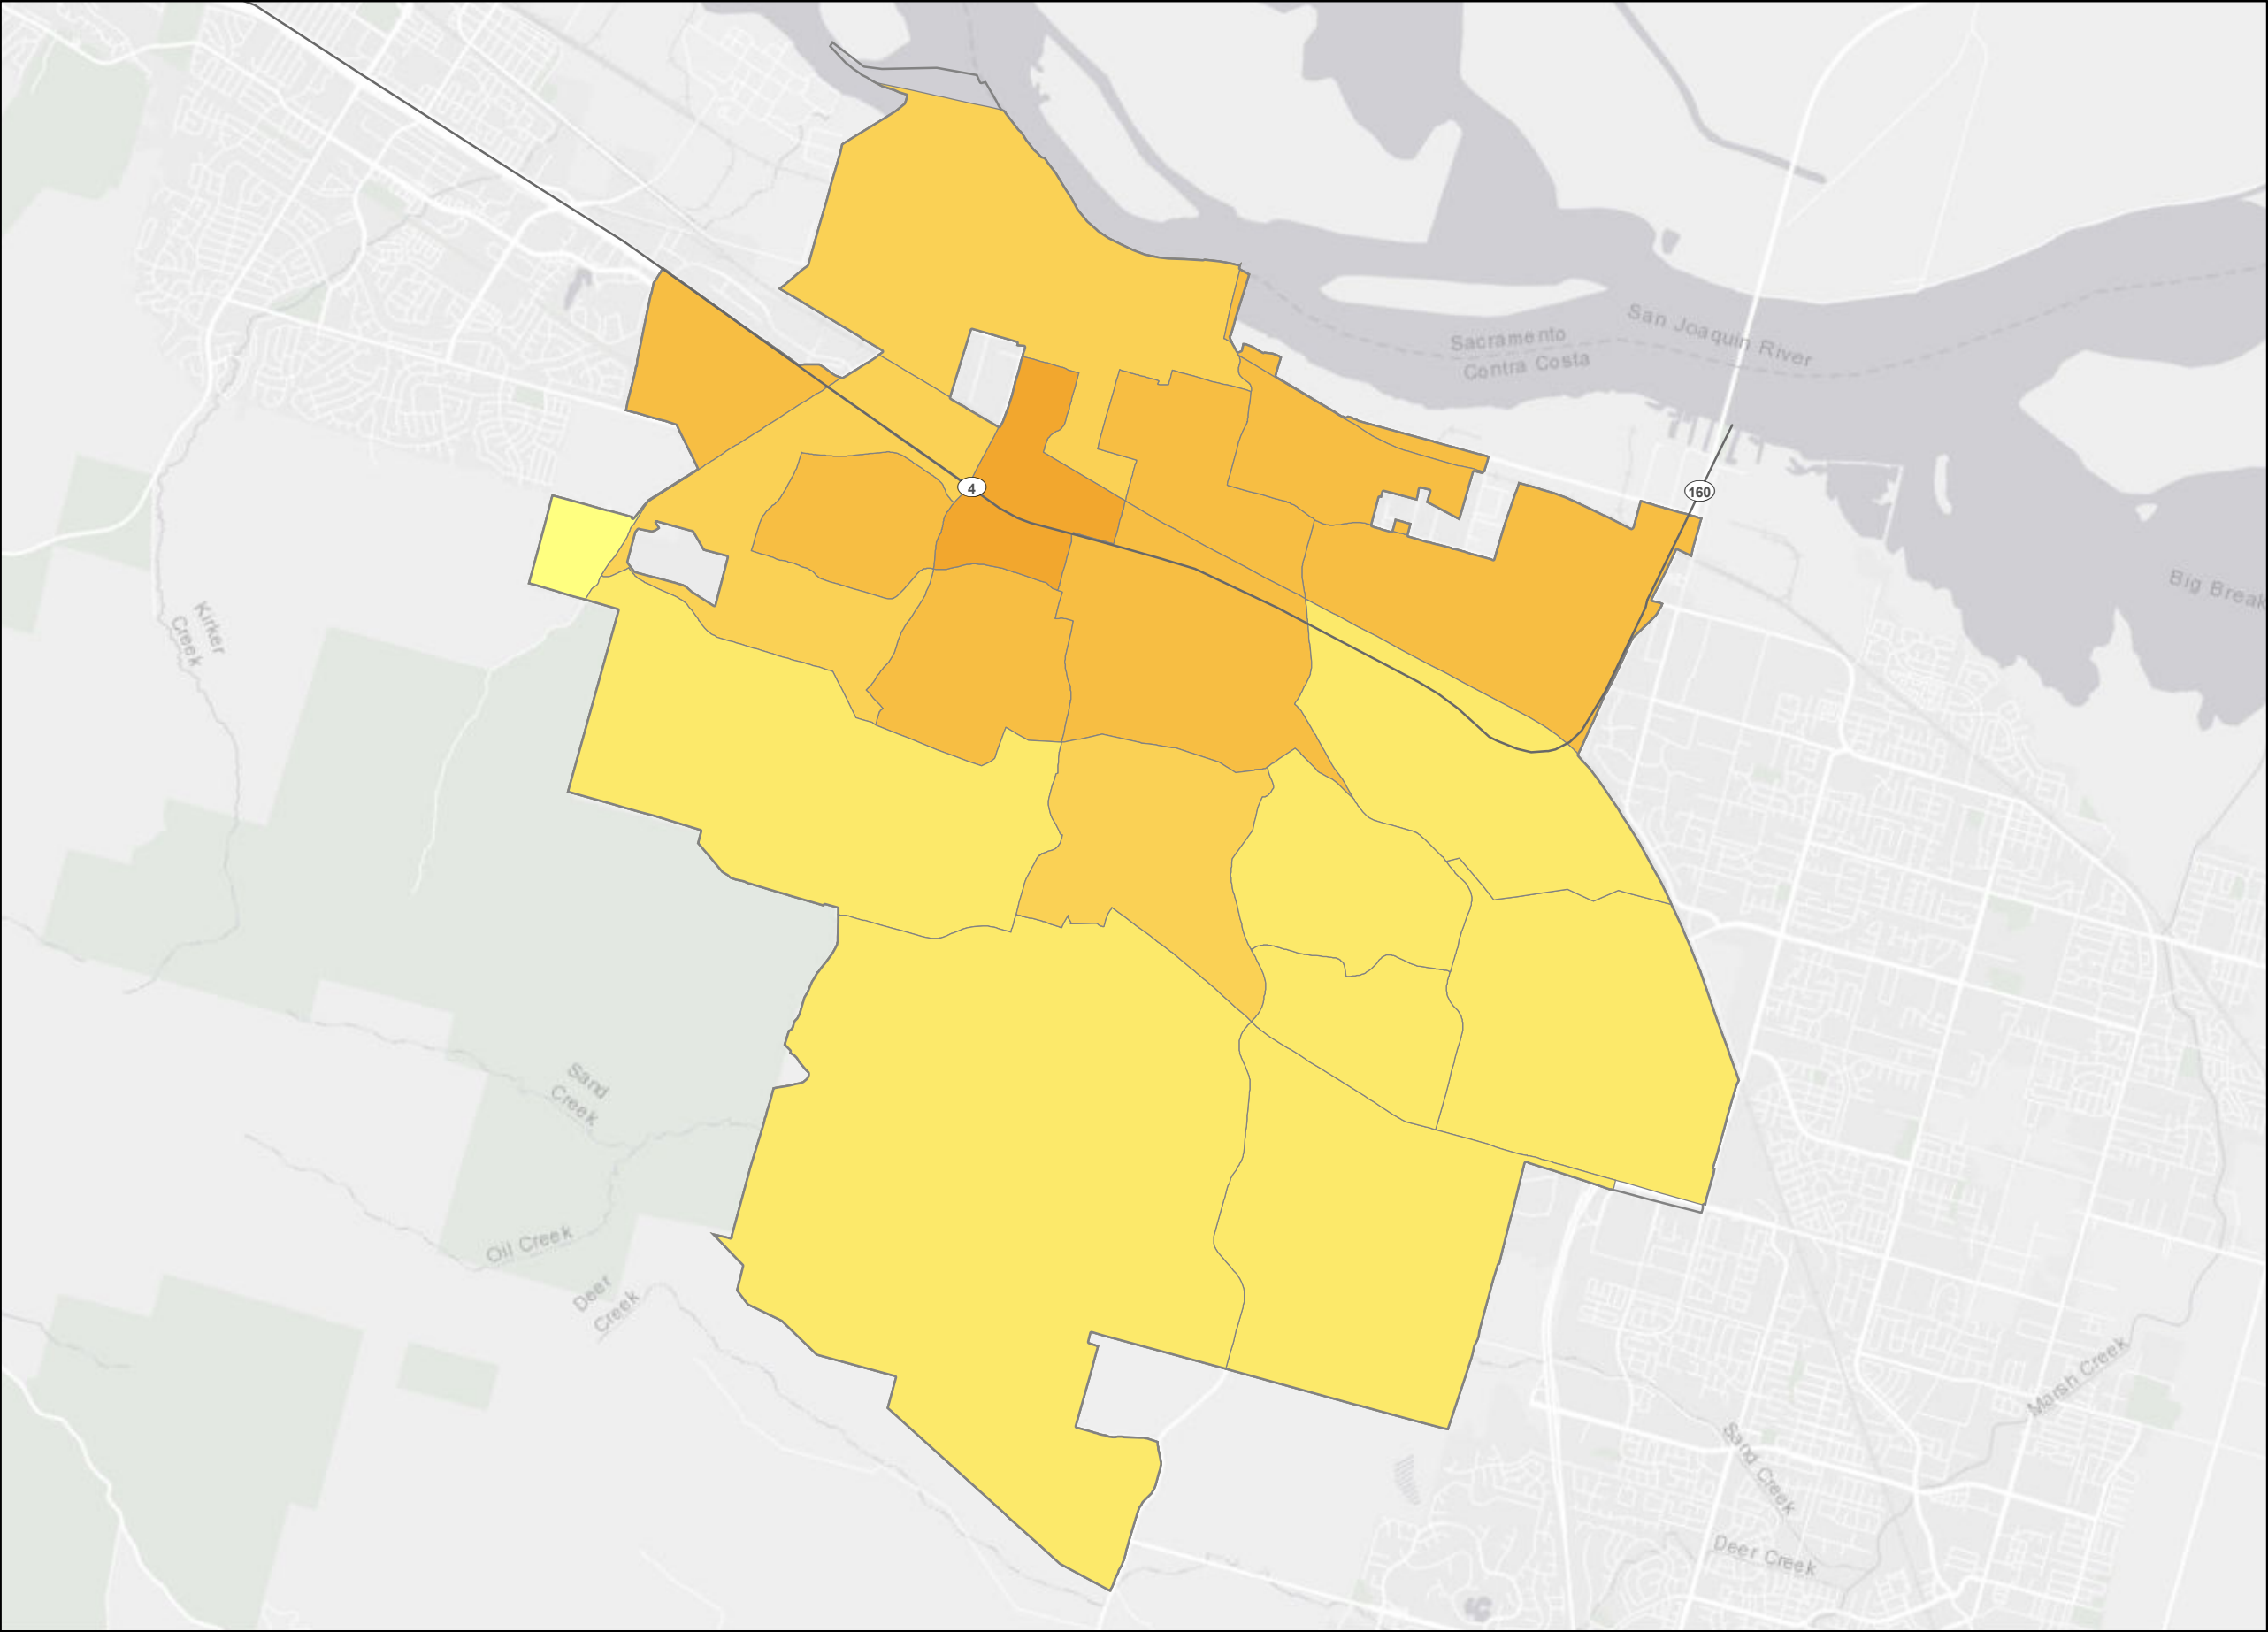 Sacramento
Contra Costa
San Joaquin River
4
160
Big Break
Kirker
Creek
Sand
Creek
Oil Creek
Deer
Creek
Marsh Creek
Sand Creek
Deer Creek